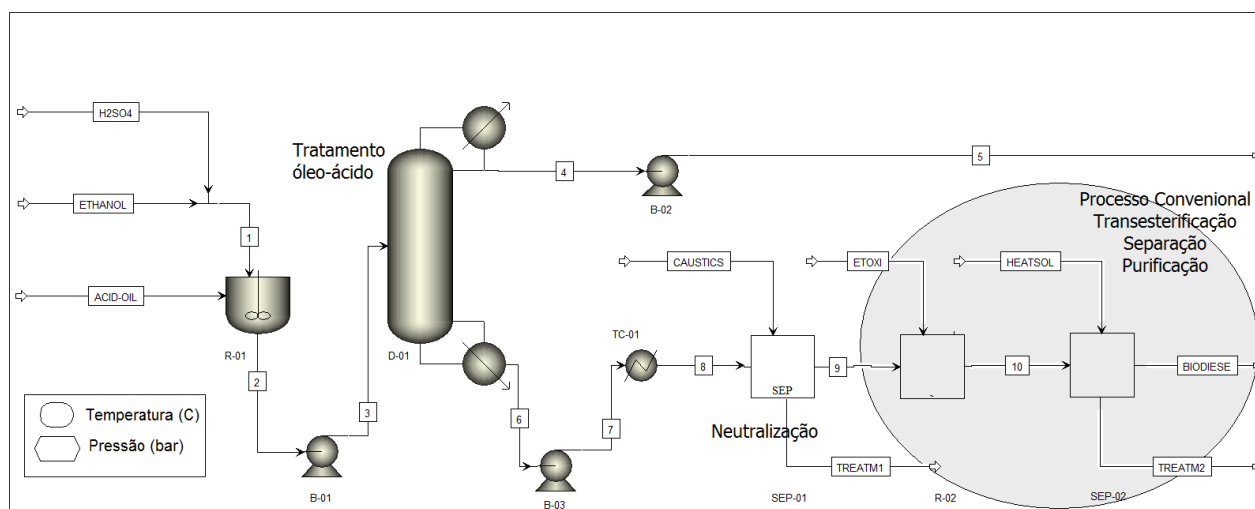 H2SO4
Tratamento
óleo-ácido
4
5
B-02
Processo Convenional
Transesterificação
Separação
Purificação
ETHANOL
1
CAUSTICS
ETOXI
HEATSOL
3
ACID-OIL
R-01
D-01
TC-01
8
SEP
9
10
BIODIESE
2
Temperatura (C)
Pressão (bar)
6
7
Neutralização
B-01
B-03
TREATM1
SEP-01
R-02
TREATM2
SEP-02